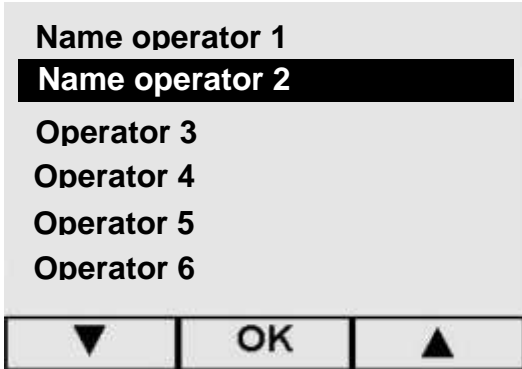 Name operator 1
Name operator 2
Operator 3
Operator 4
Operator 5
Operator 6
▼ OK ▲